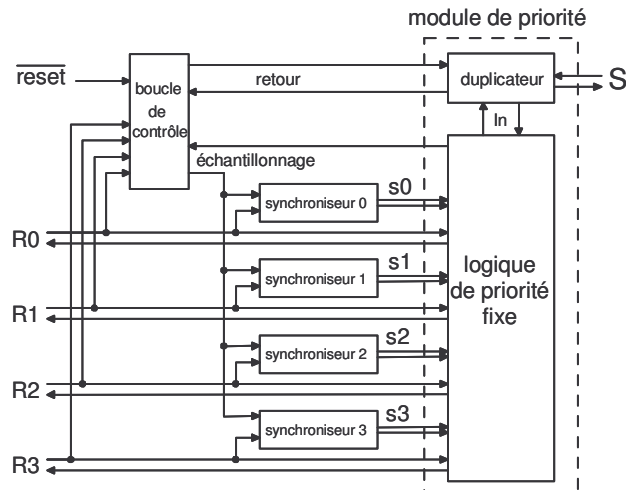 module de priorité
reset
boucle
de
contrôle
retour
duplicateur
S
In
échantillonnage
synchroniseur 0
s0
R0
synchroniseur 1
s1
logique
de priorité
fixe
R1
synchroniseur 2
s2
R2
synchroniseur 3
s3
R3